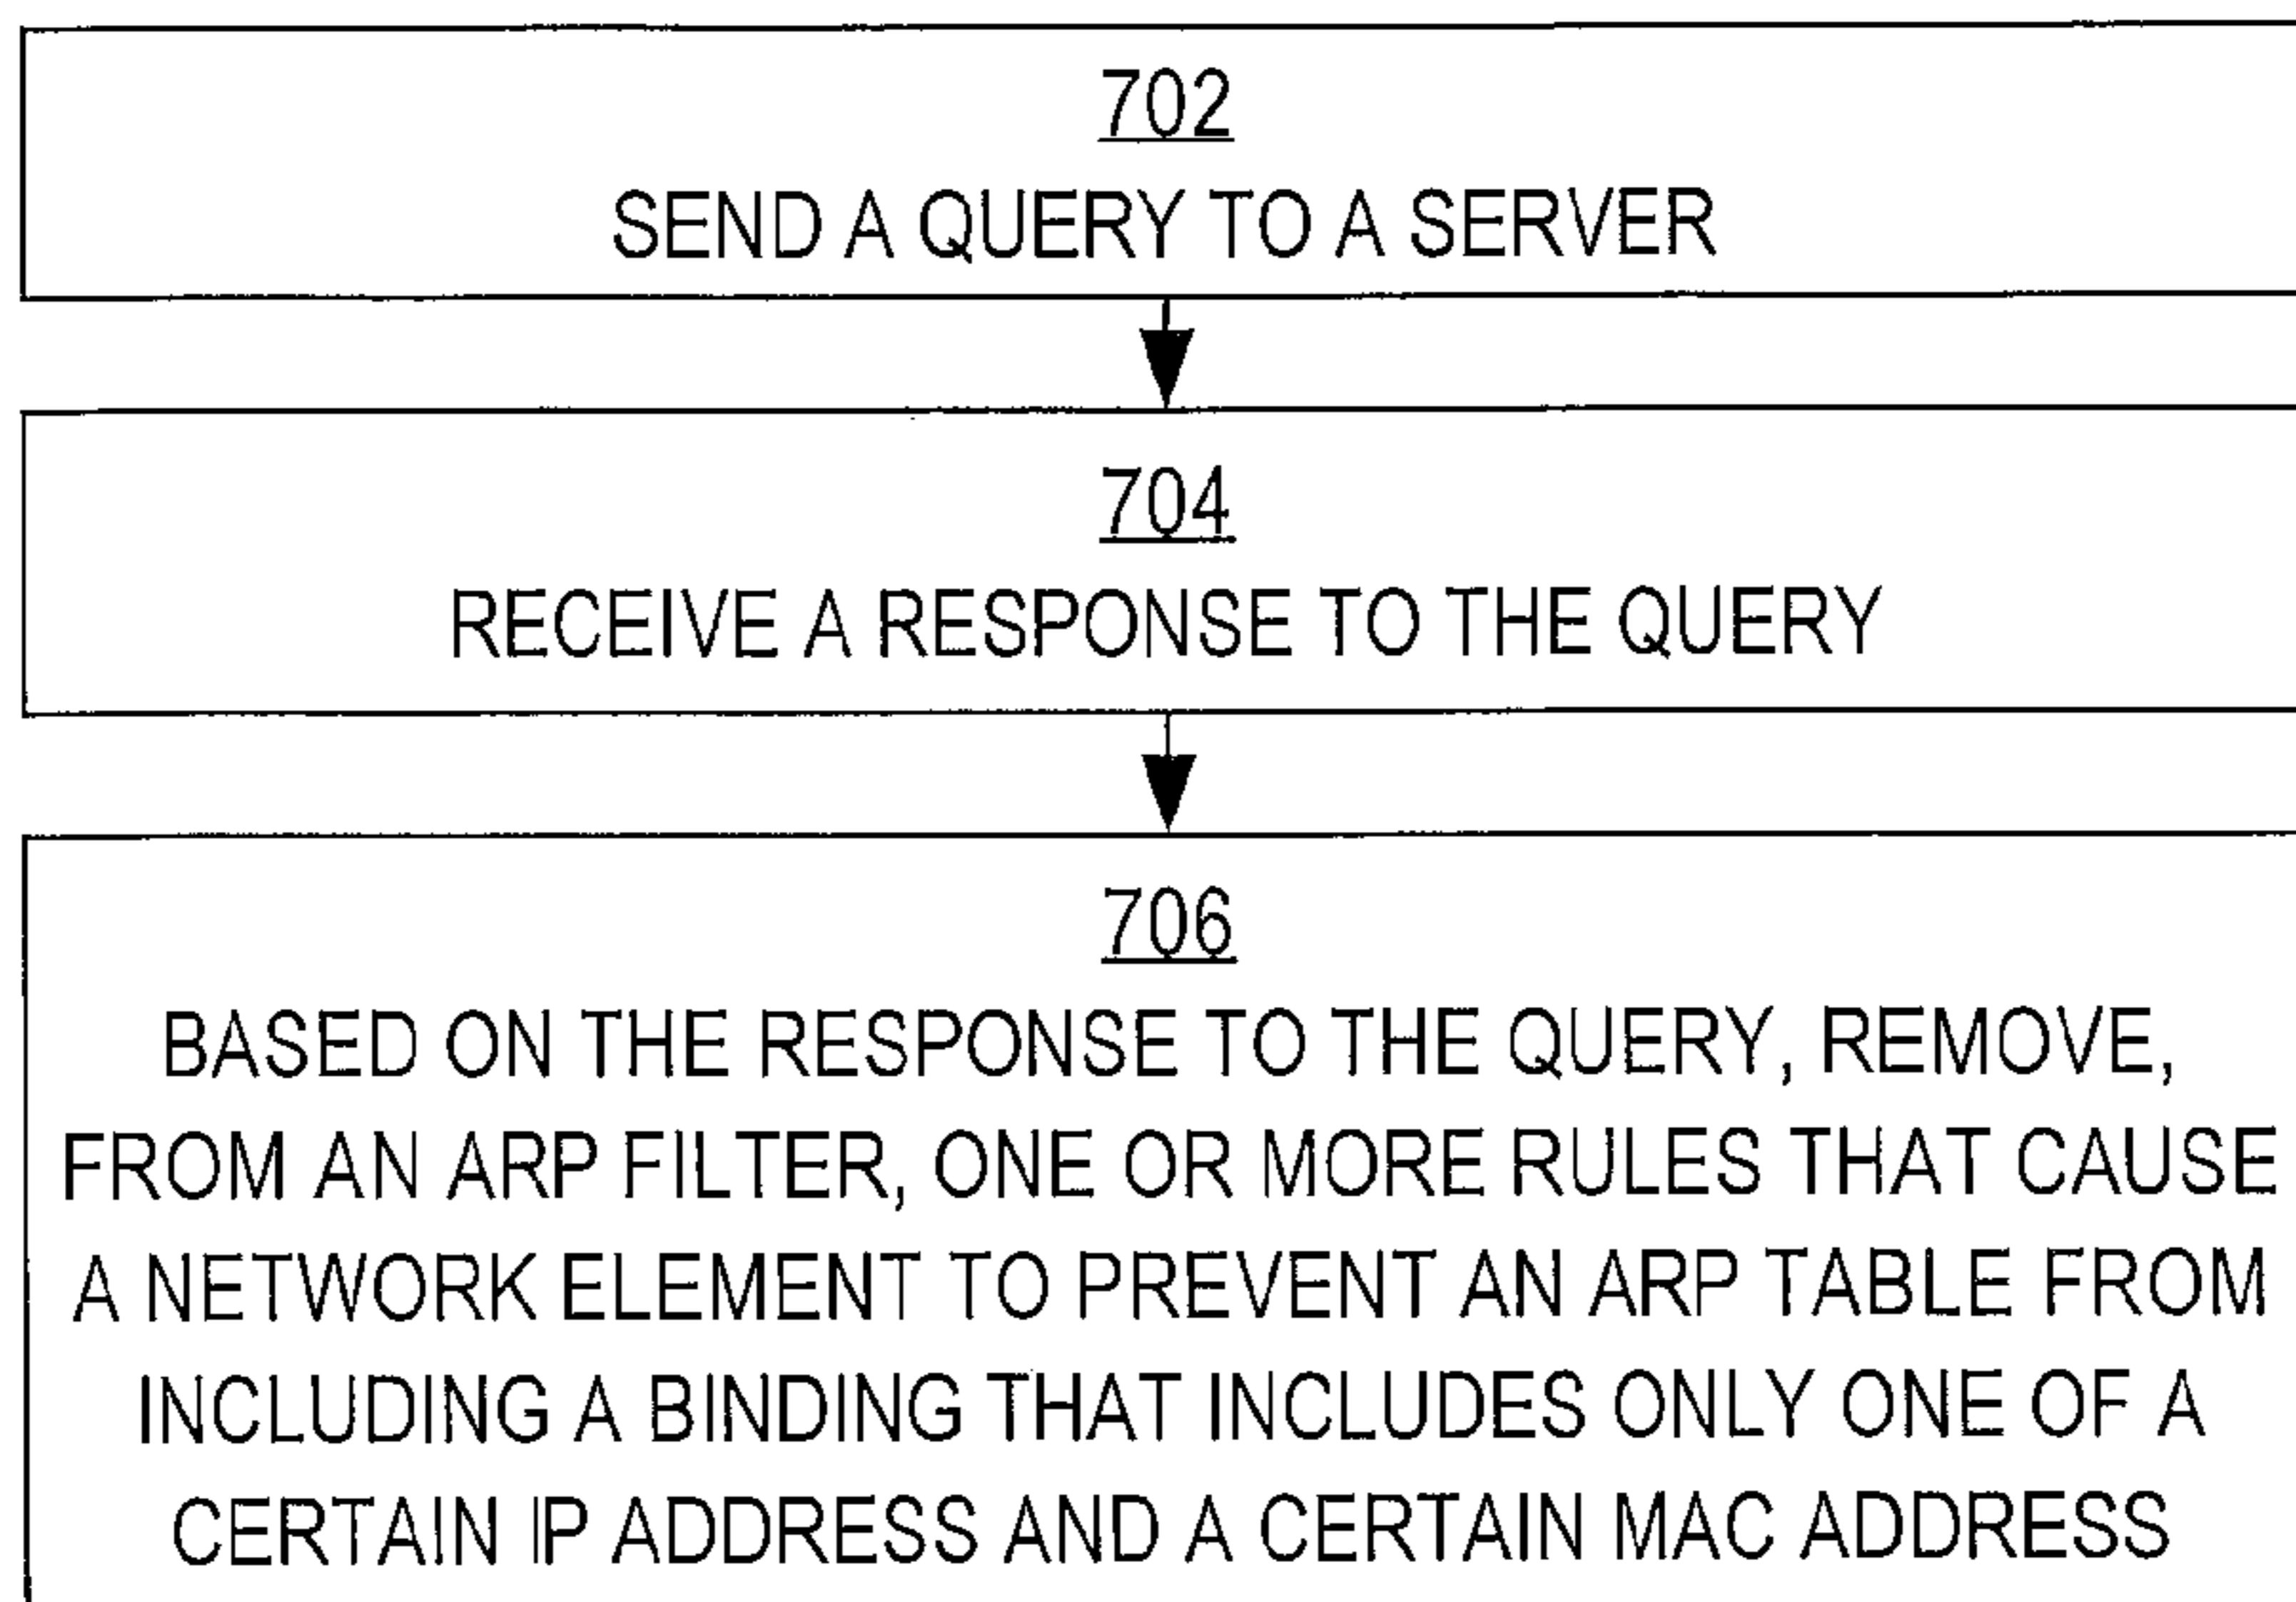 702
SEND A QUERY TO A SERVER
704
RECEIVE A RESPONSE TO THE QUERY
706
BASED ON THE RESPONSE TO THE QUERY, REMOVE,
FROM AN ARP FILTER, ONE OR MORE RULES THAT CAUSE
A NETWORK ELEMENT TO PREVENT AN ARP TABLE FROM
INCLUDING A BINDING THAT INCLUDES ONLY ONE OF A
CERTAIN IP ADDRESS AND A CERTAIN MAC ADDRESS